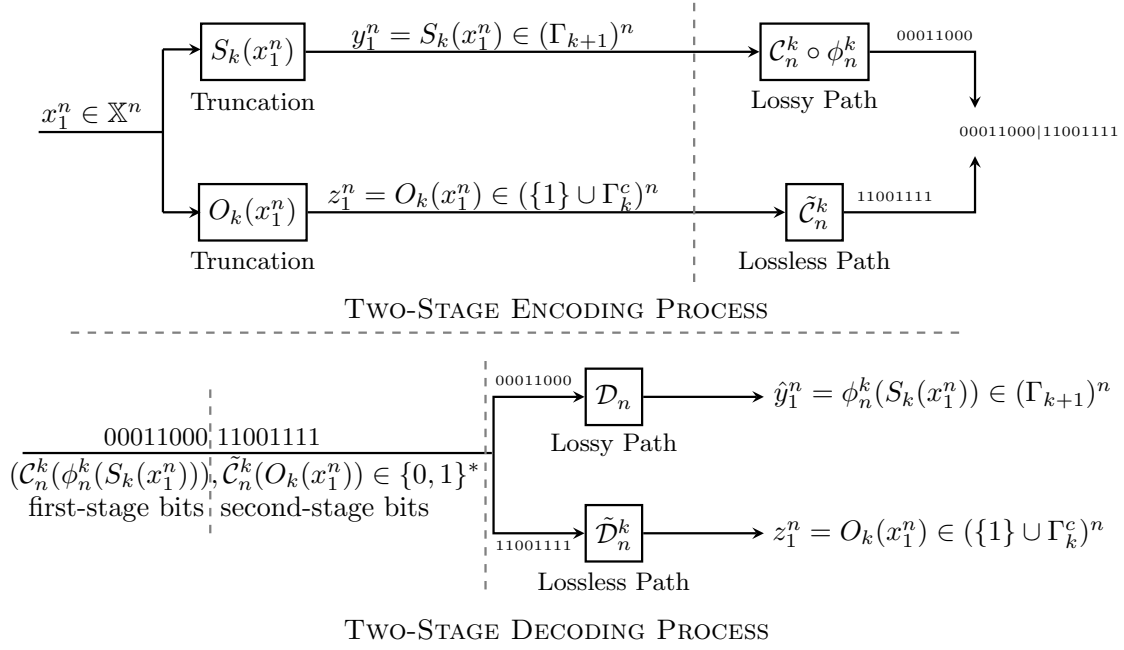 S_k(x_1^n)
y_1^n = S_k(x_1^n) ∈ (Γ_{k+1})^n
C_n^k ∘ ϕ_n^k
00011000
Truncation
Lossy Path
x_1^n ∈ 𝕏^n
00011000|11001111
O_k(x_1^n)
z_1^n = O_k(x_1^n) ∈ ({1} ∪ Γ_k^c)^n
C̃_n^k
11001111
Truncation
Lossless Path
Two-Stage Encoding Process
00011000
D_n
ŷ_1^n = ϕ_n^k(S_k(x_1^n)) ∈ (Γ_{k+1})^n
Lossy Path
00011000 11001111
(C_n^k(ϕ_n^k(S_k(x_1^n))), C̃_n^k(O_k(x_1^n)) ∈ {0, 1}*
first-stage bits second-stage bits
11001111
D̃_n^k
z_1^n = O_k(x_1^n) ∈ ({1} ∪ Γ_k^c)^n
Lossless Path
Two-Stage Decoding Process